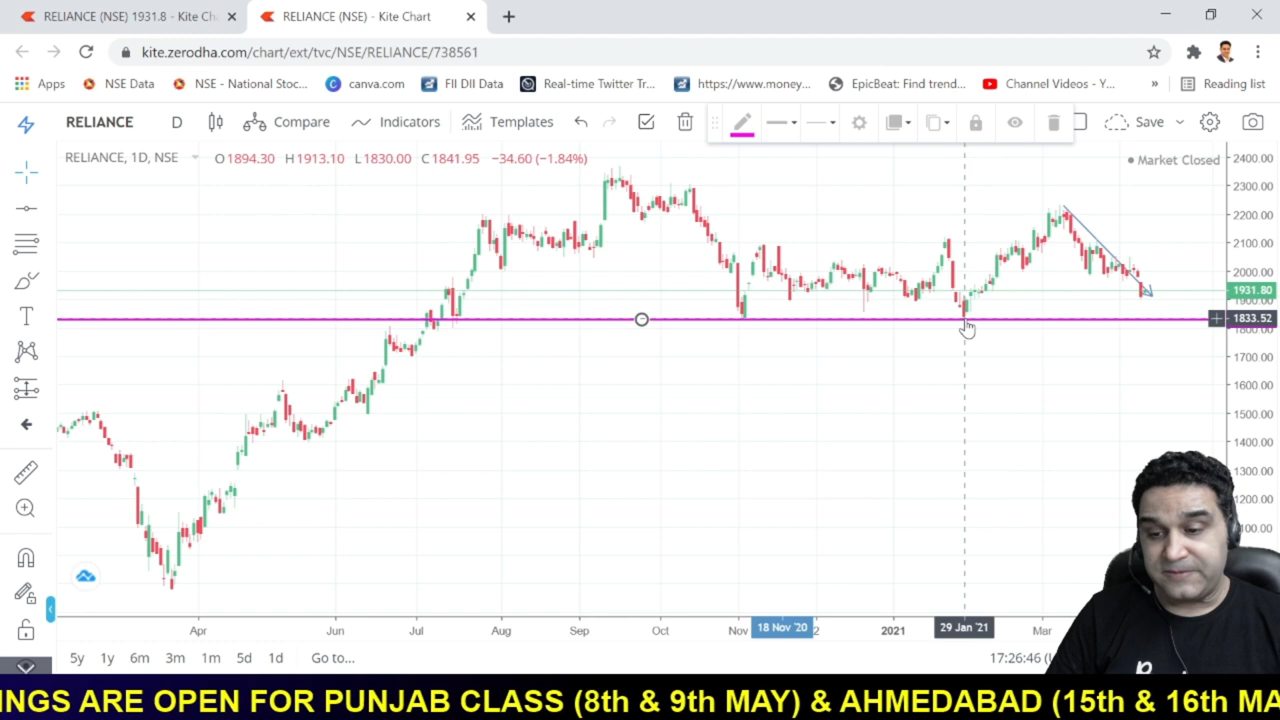 RELIANCE (NSE) 1931.8 - Kite Ch
RELIANCE (NSE) - Kite Chart
kite.zerodha.com/chart/ext/tvc/NSE/RELIANCE/738561
Apps NSE Data NSE - National Stoc... canva.com FII DII Data Real-time Twitter Tr... https://www.money... EpicBeat: Find trend... Channel Videos - Y... » Reading list
RELIANCE D Compare Indicators Templates Save
RELIANCE, 1D, NSE O1894.30 H1913.10 L1830.00 C1841.95 −34.60 (−1.84%)
Market Closed
2400.00
2300.00
2200.00
2100.00
2000.00
1931.80
1900.00
1833.52
1800.00
1700.00
1600.00
1500.00
1400.00
1300.00
1200.00
Apr Jun Jul Aug Sep Oct Nov 18 Nov '20 2021 29 Jan '21 Mar
5y 1y 6m 3m 1m 5d 1d Go to... 17:26:46 (U
INGS ARE OPEN FOR PUNJAB CLASS (8th & 9th MAY) & AHMEDABAD (15th & 16th MA